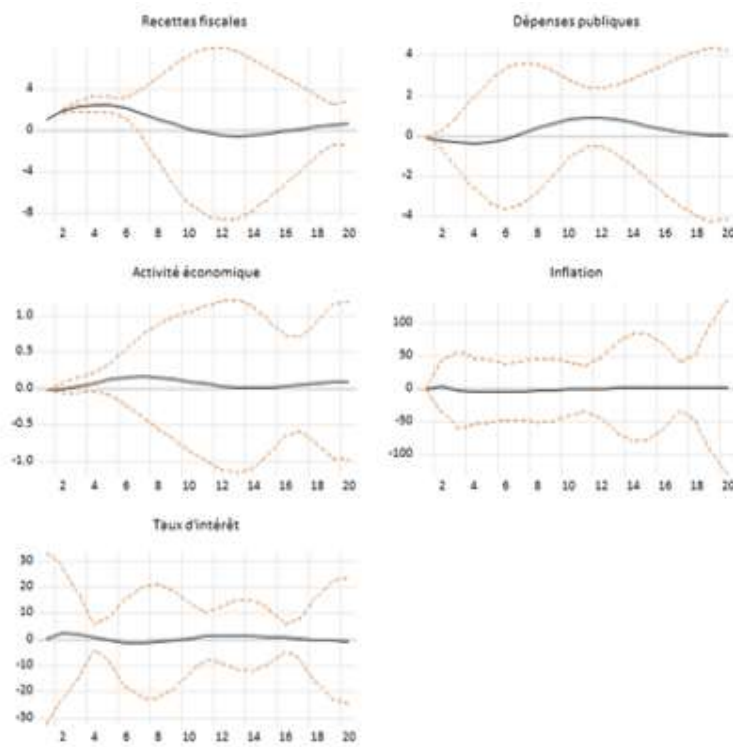 Recettes fiscales
4
0
-4
-8
2 4 6 8 10 12 14 16 18 20
Dépenses publiques
4
2
0
-2
-4
2 4 6 8 10 12 14 16 18 20
Activité économique
1.0
0.5
0.0
-0.5
-1.0
2 4 6 8 10 12 14 16 18 20
Inflation
100
50
0
-50
-100
2 4 6 8 10 12 14 16 18 20
Taux d'intérêt
30
20
10
0
-10
-20
-30
2 4 6 8 10 12 14 16 18 20